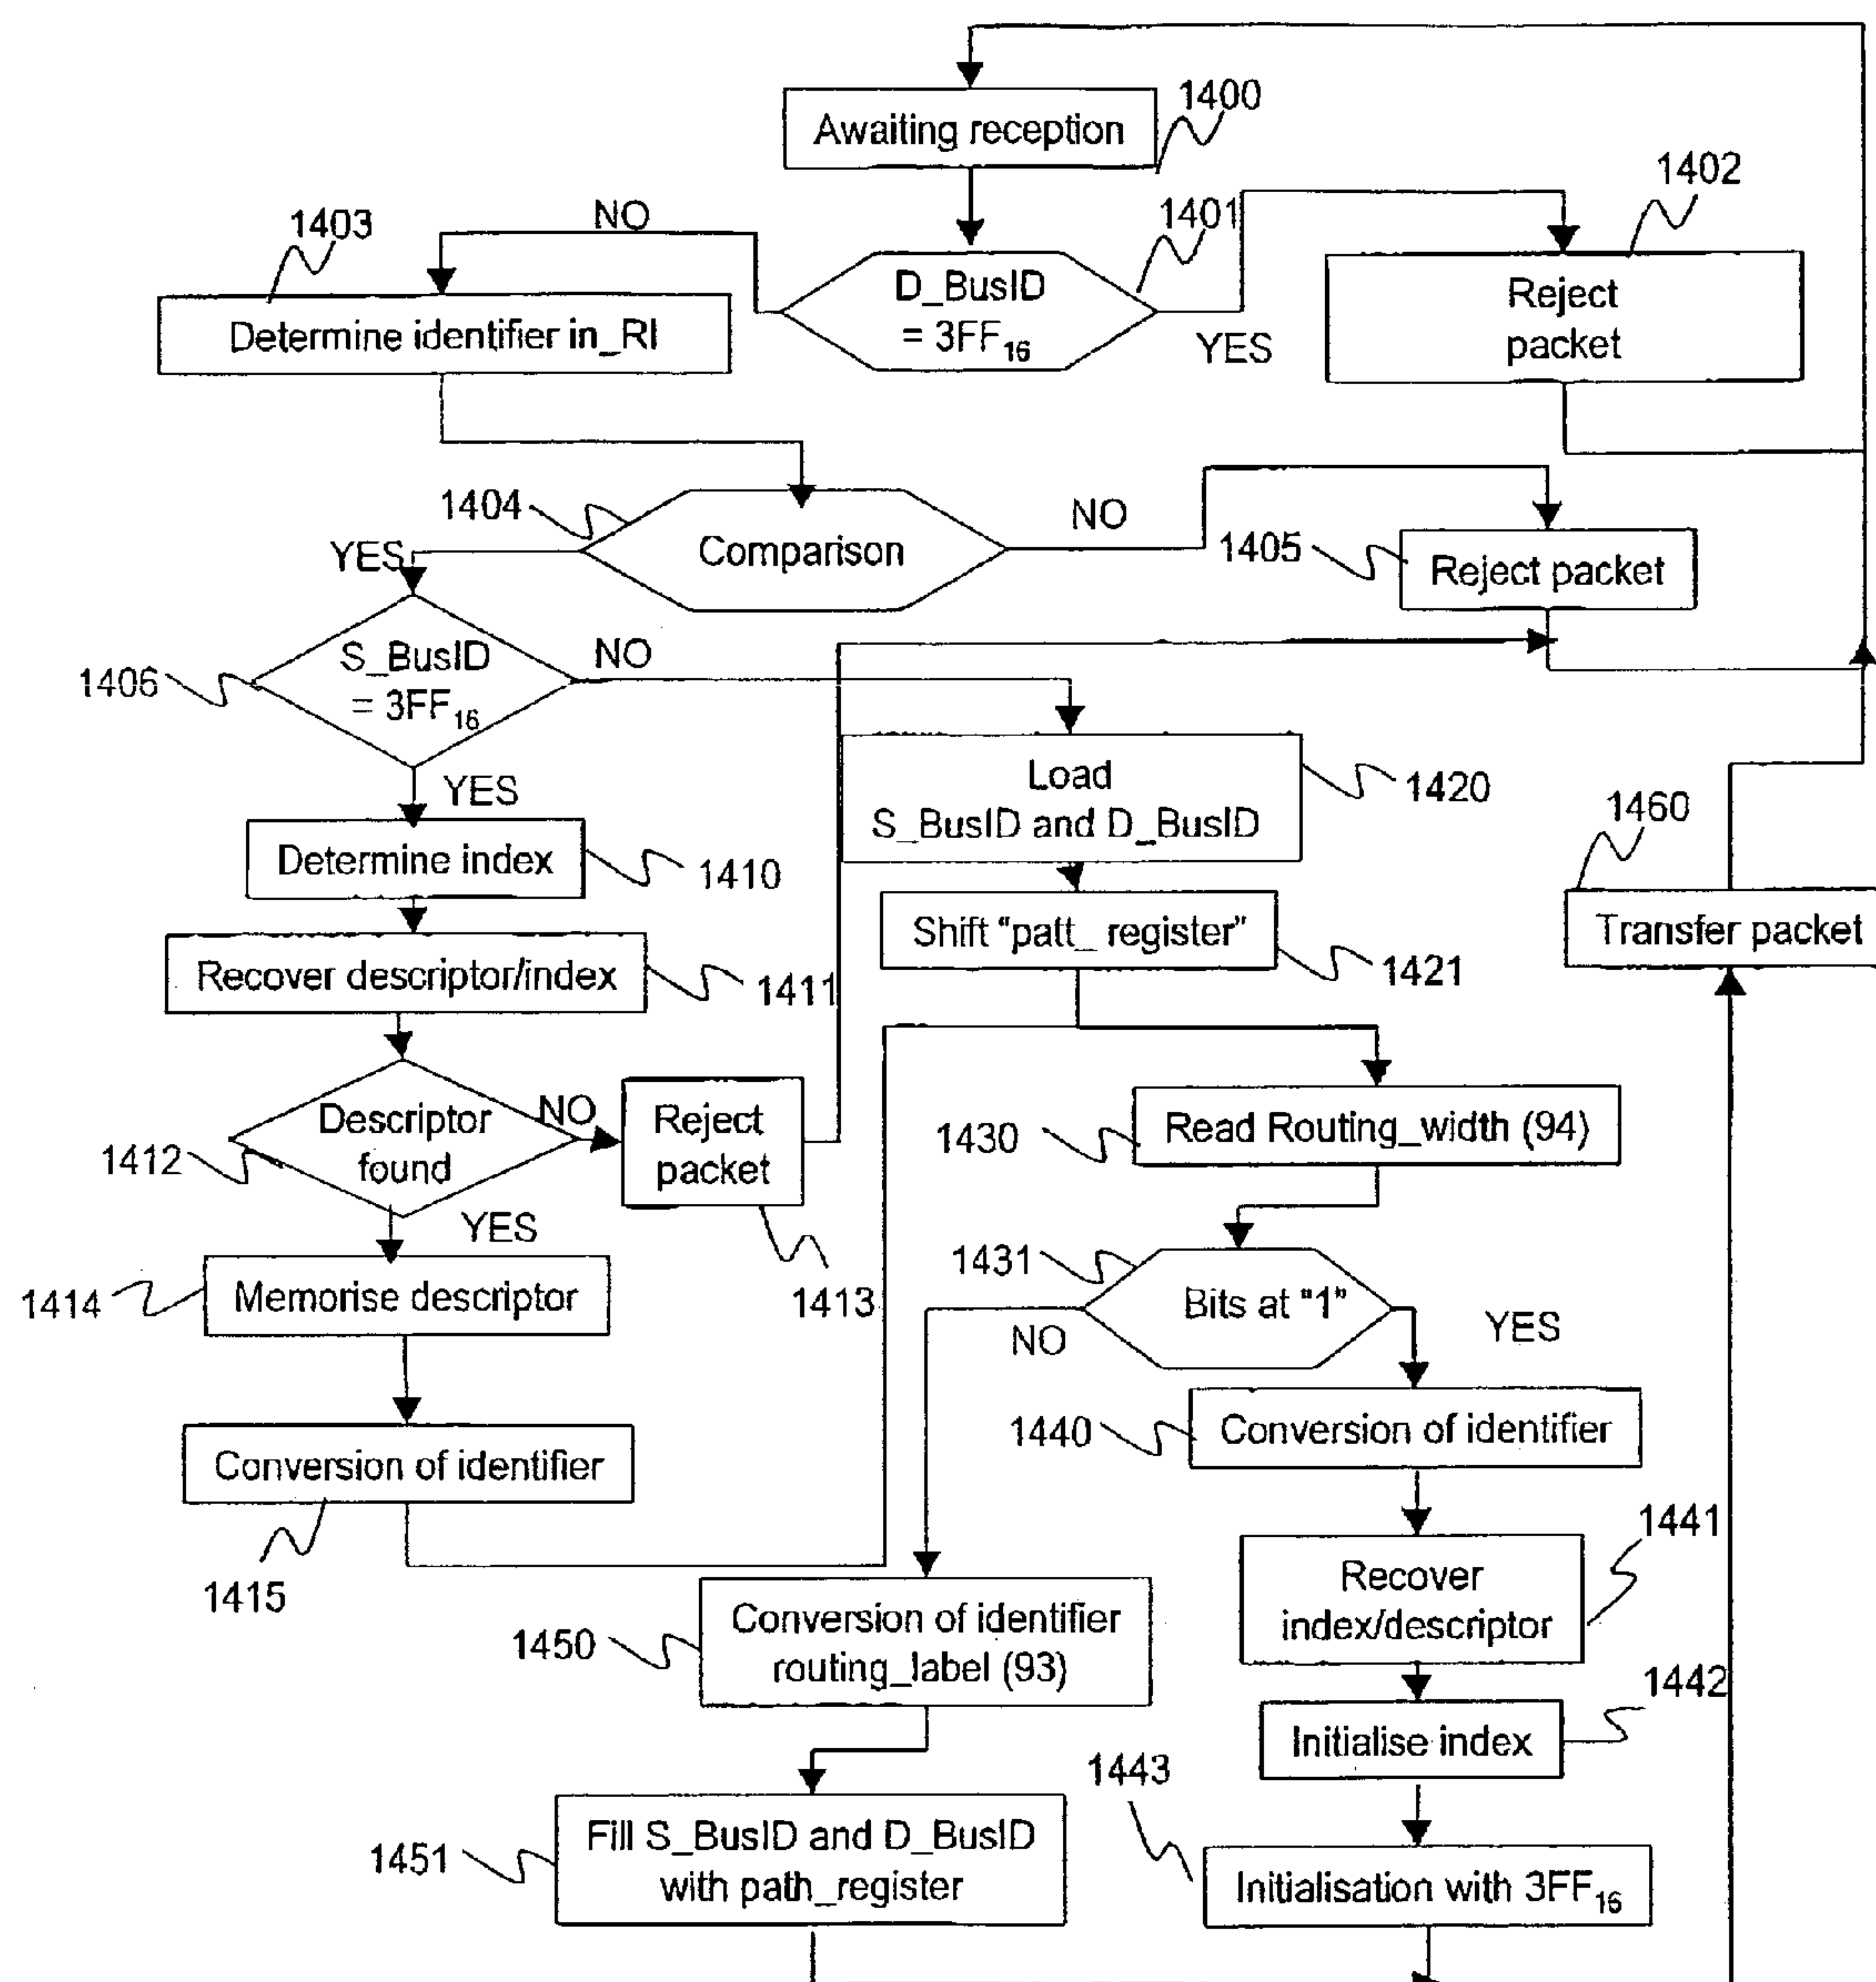 1400
Awaiting reception
1402
1403
NO
1401
D_BusID
= 3FF16
YES
Reject
packet
Determine identifier in_RI
1404
Comparison
NO
1405
Reject packet
YES
1406
S_BusID
= 3FF16
NO
YES
Load
S_BusID and D_BusID
1420
1460
Determine index
1410
Shift "patt_ register"
1421
Transfer packet
Recover descriptor/index
1411
1412
Descriptor
found
NO
Reject
packet
1413
YES
1430
Read Routing_width (94)
1431
Bits at "1"
NO
YES
1414
Memorise descriptor
1440
Conversion of identifier
Conversion of identifier
1415
1441
Recover
index/descriptor
1450
Conversion of identifier
routing_label (93)
1442
Initialise index
1443
1451
Fill S_BusID and D_BusID
with path_register
Initialisation with 3FF16